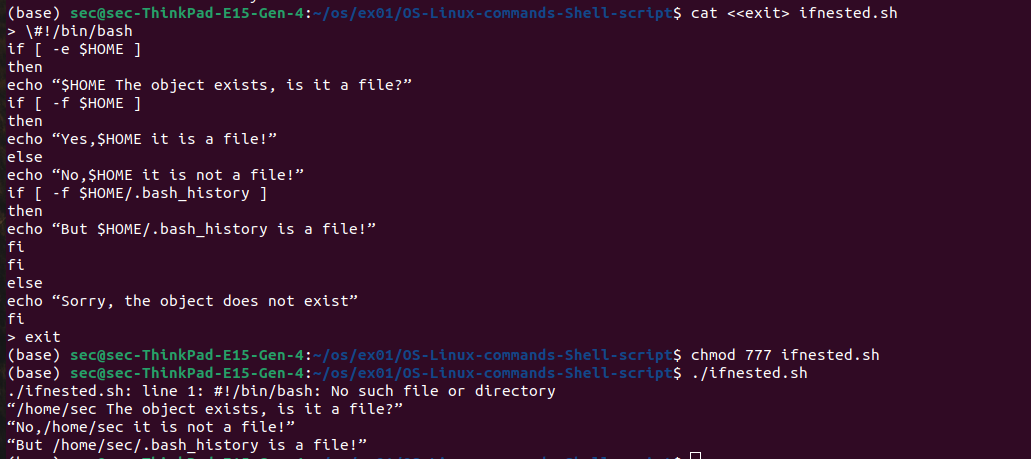 (base) sec@sec-ThinkPad-E15-Gen-4:~/os/ex01/OS-Linux-commands-Shell-script$ cat <<exit> ifnested.sh
> \#!/bin/bash
if [ -e $HOME ]
then
echo “$HOME The object exists, is it a file?”
if [ -f $HOME ]
then
echo “Yes,$HOME it is a file!”
else
echo “No,$HOME it is not a file!”
if [ -f $HOME/.bash_history ]
then
echo “But $HOME/.bash_history is a file!”
fi
fi
else
echo “Sorry, the object does not exist”
fi
> exit
(base) sec@sec-ThinkPad-E15-Gen-4:~/os/ex01/OS-Linux-commands-Shell-script$ chmod 777 ifnested.sh
(base) sec@sec-ThinkPad-E15-Gen-4:~/os/ex01/OS-Linux-commands-Shell-script$ ./ifnested.sh
./ifnested.sh: line 1: #!/bin/bash: No such file or directory
“/home/sec The object exists, is it a file?”
“No,/home/sec it is not a file!”
“But /home/sec/.bash_history is a file!”